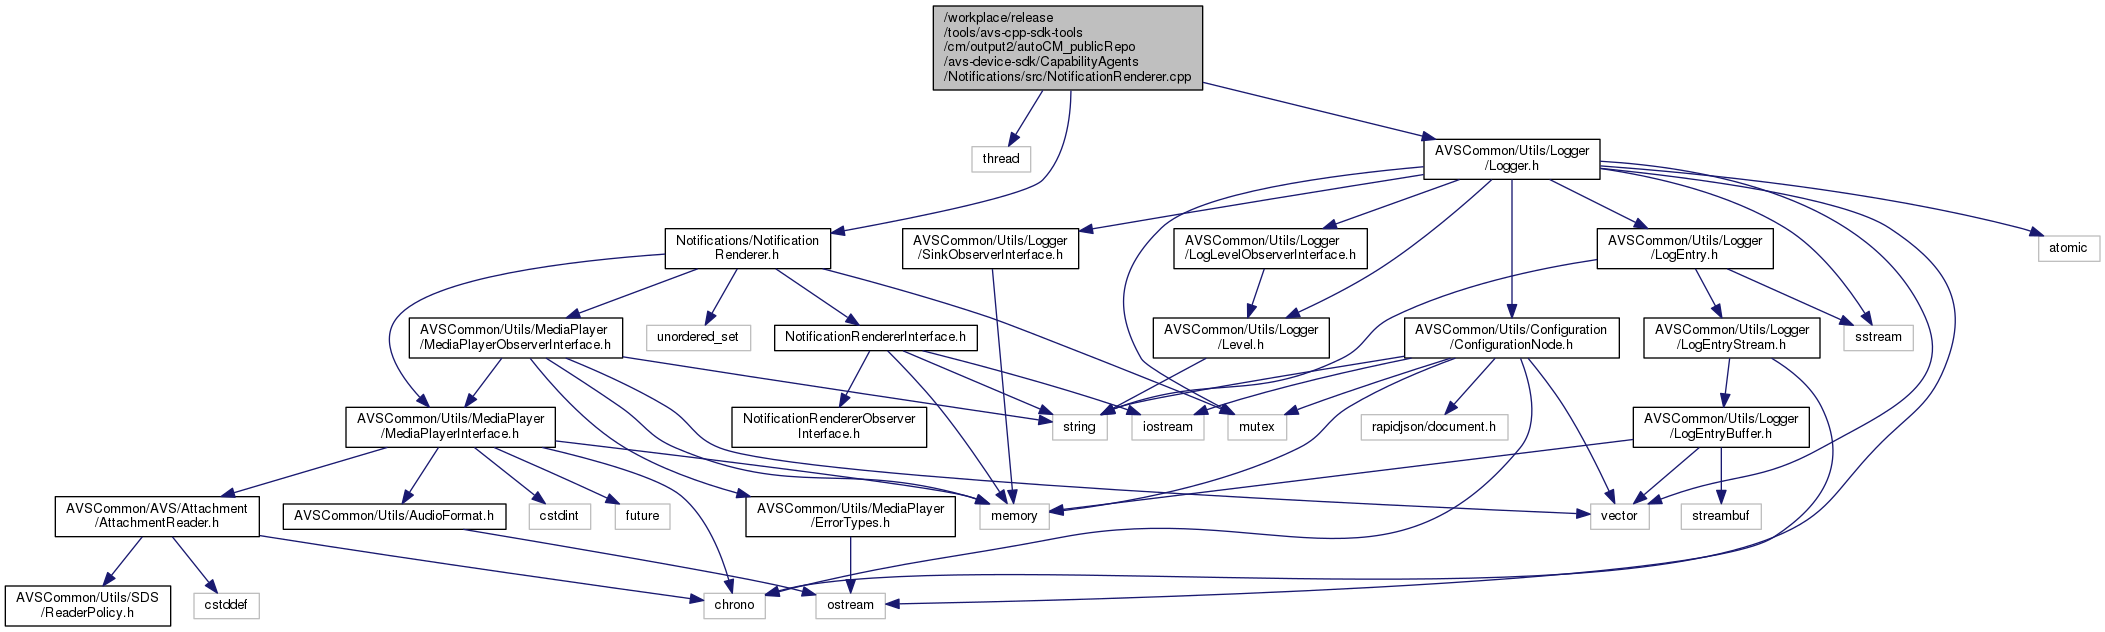 /workplace/release
/tools/avs-cpp-sdk-tools
/cm/output2/autoCM_publicRepo
/avs-device-sdk/CapabilityAgents
/Notifications/src/NotificationRenderer.cpp
thread
AVSCommon/Utils/Logger
/Logger.h
Notifications/Notification
Renderer.h
AVSCommon/Utils/Logger
/SinkObserverInterface.h
AVSCommon/Utils/Logger
/LogLevelObserverInterface.h
AVSCommon/Utils/Logger
/LogEntry.h
atomic
AVSCommon/Utils/MediaPlayer
/MediaPlayerObserverInterface.h
unordered_set
NotificationRendererInterface.h
AVSCommon/Utils/Logger
/Level.h
AVSCommon/Utils/Configuration
/ConfigurationNode.h
AVSCommon/Utils/Logger
/LogEntryStream.h
sstream
AVSCommon/Utils/MediaPlayer
/MediaPlayerInterface.h
NotificationRendererObserver
Interface.h
string
iostream
mutex
rapidjson/document.h
AVSCommon/Utils/Logger
/LogEntryBuffer.h
AVSCommon/AVS/Attachment
/AttachmentReader.h
AVSCommon/Utils/AudioFormat.h
cstdint
future
AVSCommon/Utils/MediaPlayer
/ErrorTypes.h
memory
vector
streambuf
AVSCommon/Utils/SDS
/ReaderPolicy.h
cstddef
chrono
ostream